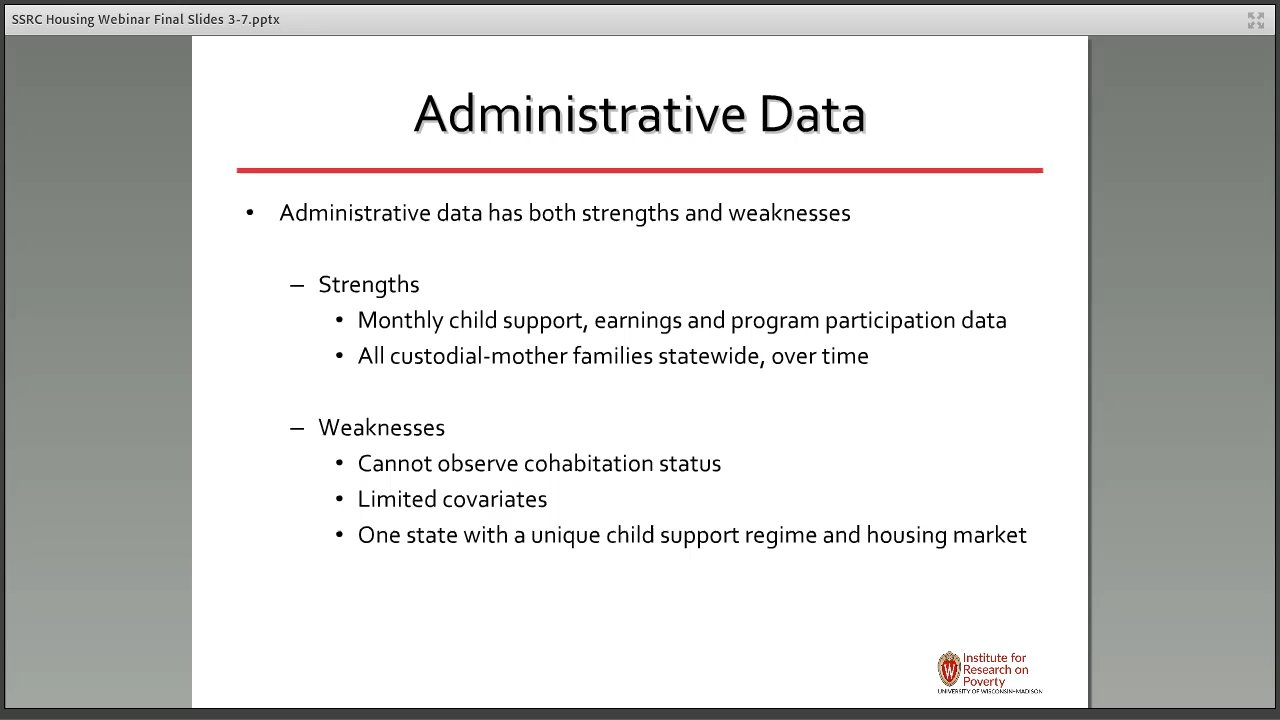 SSRC Housing Webinar Final Slides 3-7.pptx
Administrative Data
• Administrative data has both strengths and weaknesses
– Strengths
• Monthly child support, earnings and program participation data
• All custodial-mother families statewide, over time
– Weaknesses
• Cannot observe cohabitation status
• Limited covariates
• One state with a unique child support regime and housing market
W
Institute for
Research on
Poverty
UNIVERSITY OF WISCONSIN–MADISON